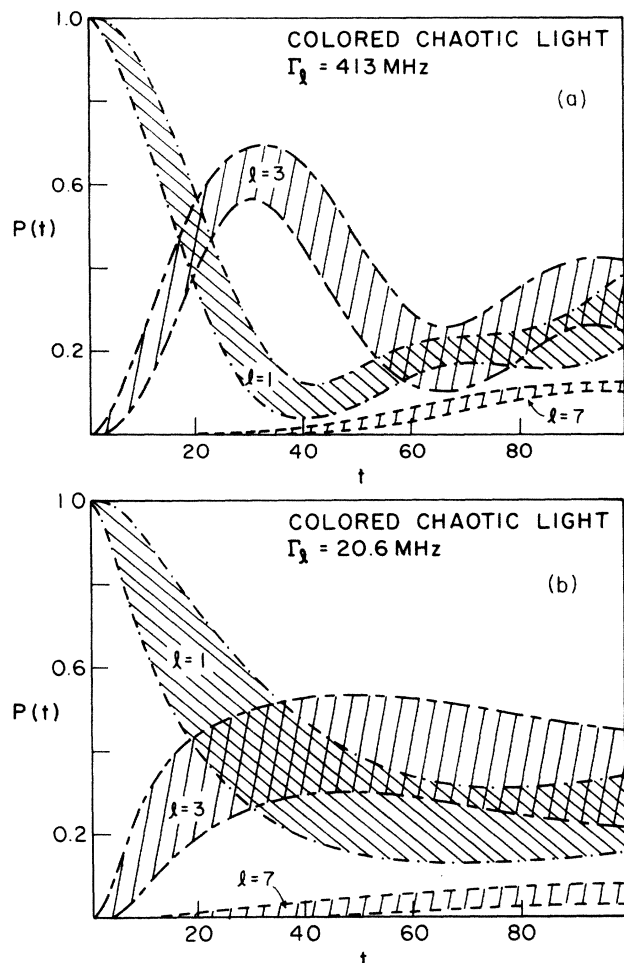 COLORED CHAOTIC LIGHT
Γℓ = 413 MHz
(a)
1.0
0.6
P(t)
0.2
ℓ=3
ℓ=1
ℓ=7
20 40 60 80
t
COLORED CHAOTIC LIGHT
Γℓ = 20.6 MHz
(b)
1.0
0.6
P(t)
0.2
ℓ=1
ℓ=3
ℓ=7
20 40 60 80
t